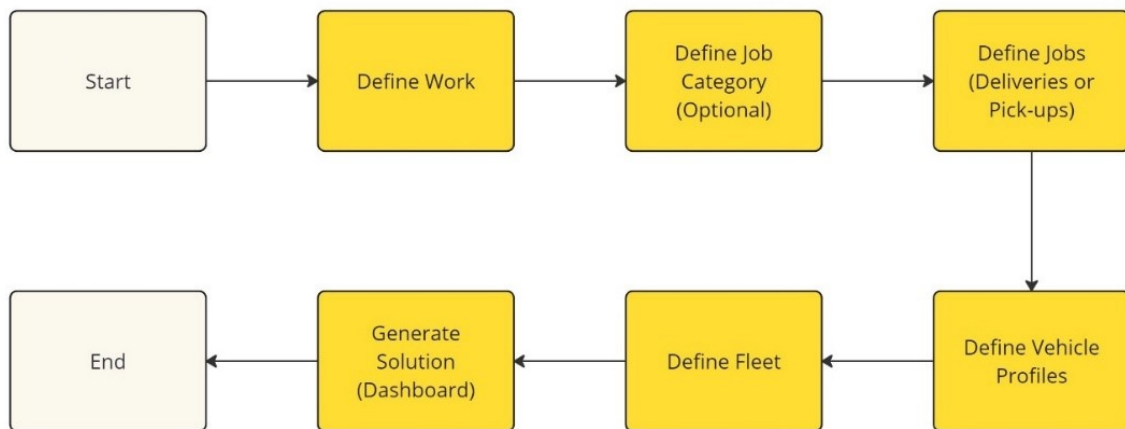 Start
Define Work
Define Job
Category
(Optional)
Define Jobs
(Deliveries or
Pick-ups)
Define Vehicle
Profiles
Define Fleet
Generate
Solution
(Dashboard)
End